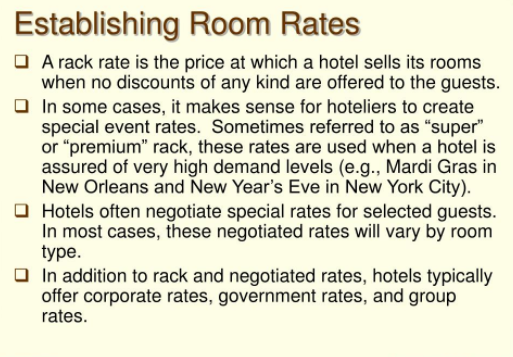 Establishing Room Rates
❑ A rack rate is the price at which a hotel sells its rooms
when no discounts of any kind are offered to the guests.
❑ In some cases, it makes sense for hoteliers to create
special event rates.  Sometimes referred to as “super”
or “premium” rack, these rates are used when a hotel is
assured of very high demand levels (e.g., Mardi Gras in
New Orleans and New Year’s Eve in New York City).
❑ Hotels often negotiate special rates for selected guests.
In most cases, these negotiated rates will vary by room
type.
❑ In addition to rack and negotiated rates, hotels typically
offer corporate rates, government rates, and group
rates.